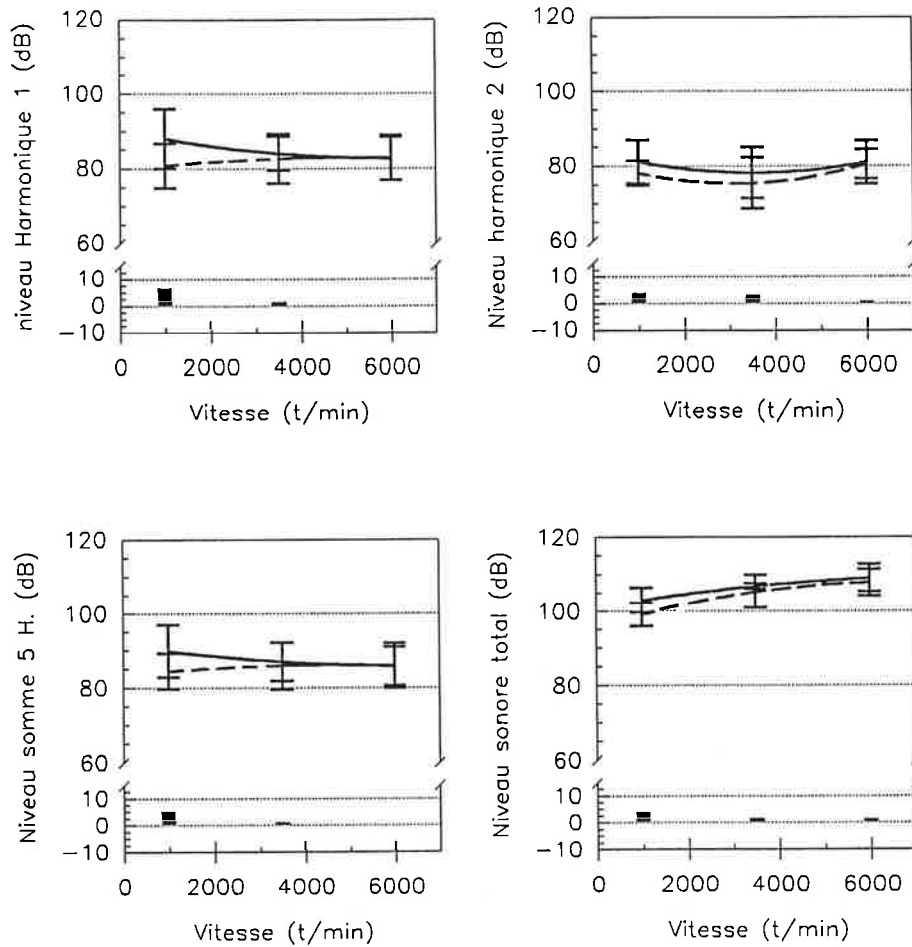 niveau Harmonique 1 (dB)
120
100
80
60
10
0
−10
0 2000 4000 6000
Vitesse (t/min)
Niveau harmonique 2 (dB)
120
100
80
60
10
0
−10
0 2000 4000 6000
Vitesse (t/min)
Niveau somme 5 H. (dB)
120
100
80
60
10
0
−10
0 2000 4000 6000
Vitesse (t/min)
Niveau sonore total (dB)
120
100
80
60
10
0
−10
0 2000 4000 6000
Vitesse (t/min)